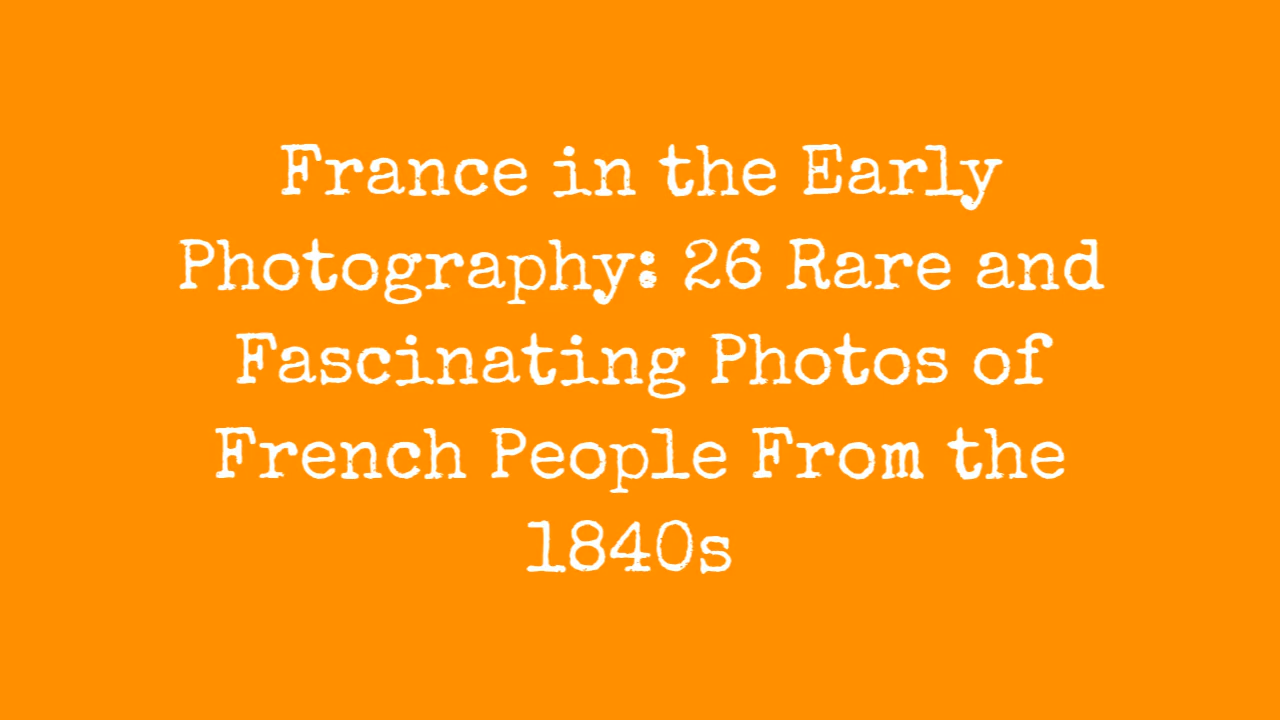 France in the Early
Photography: 26 Rare and
Fascinating Photos of
French People From the
1840s